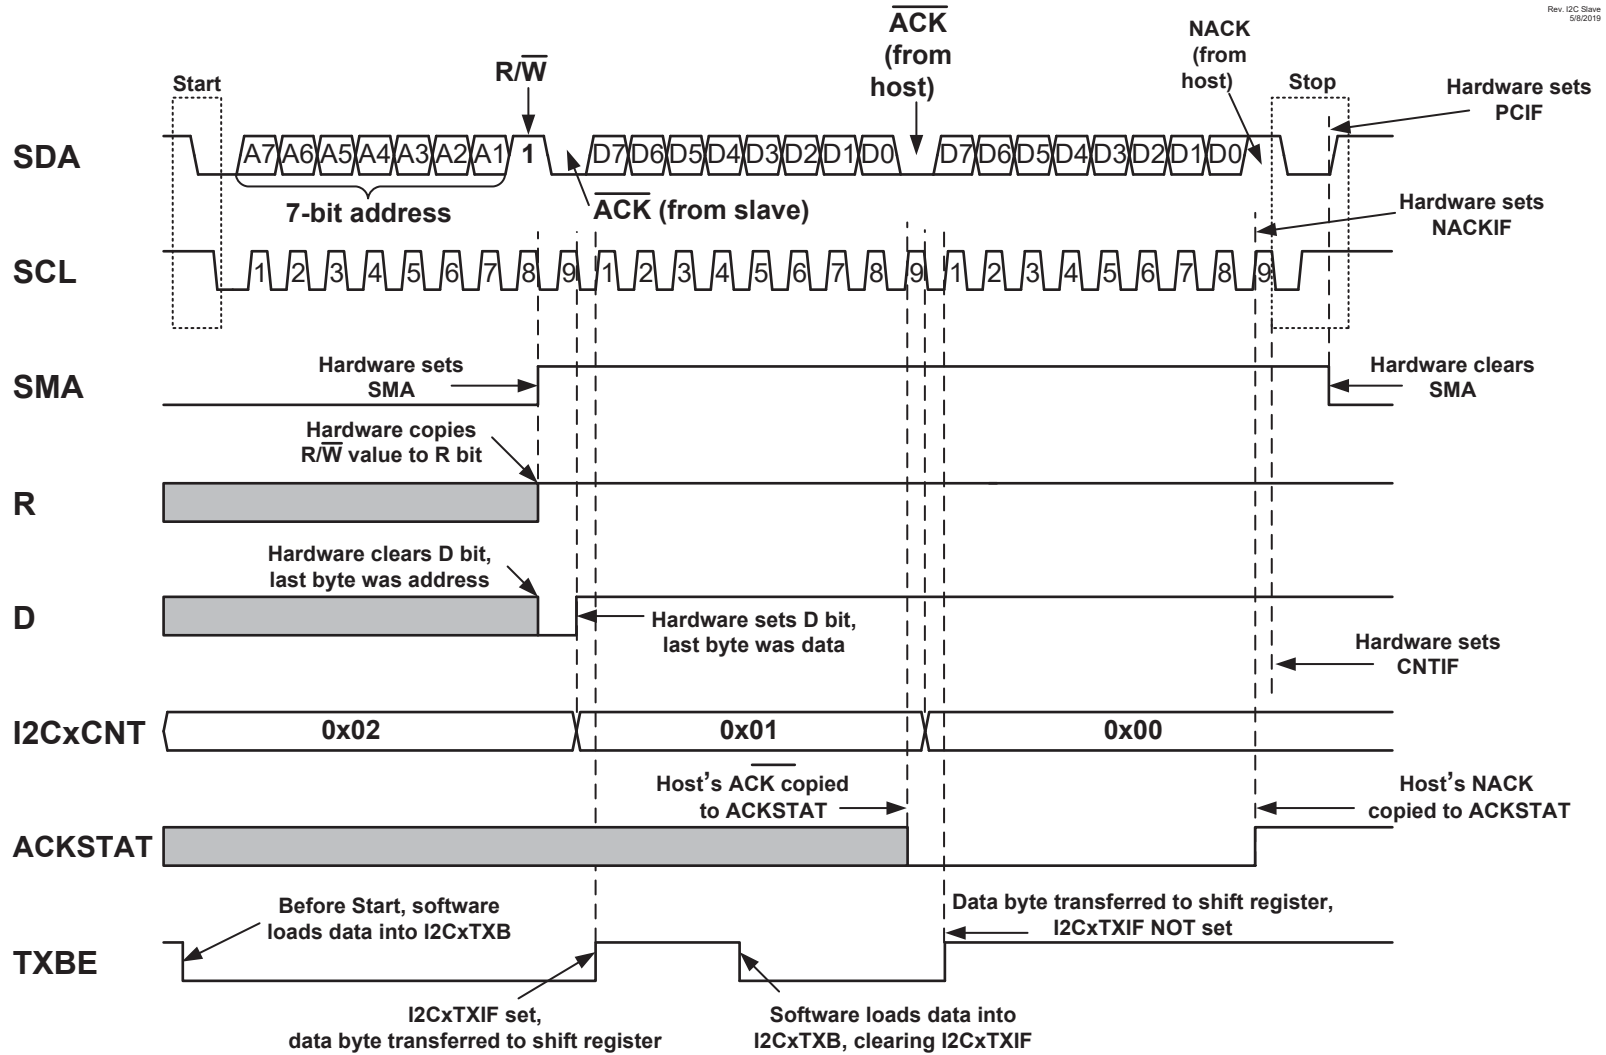 Rev. I2C Slave
5/8/2019
ACK
(from
host)
NACK
(from
host)
R/W
Start
Stop
Hardware sets
PCIF
SDA
A7 A6 A5 A4 A3 A2 A1 1 D7 D6 D5 D4 D3 D2 D1 D0 D7 D6 D5 D4 D3 D2 D1 D0
7-bit address
ACK (from slave)
Hardware sets
NACKIF
SCL
1 2 3 4 5 6 7 8 9 1 2 3 4 5 6 7 8 9 1 2 3 4 5 6 7 8 9
SMA
Hardware sets
SMA
Hardware clears
SMA
Hardware copies
R/W value to R bit
R
Hardware clears D bit,
last byte was address
D
Hardware sets D bit,
last byte was data
Hardware sets
CNTIF
I2CxCNT
0x02
0x01
0x00
Host's ACK copied
to ACKSTAT
Host's NACK
copied to ACKSTAT
ACKSTAT
Before Start, software
loads data into I2CxTXB
Data byte transferred to shift register,
I2CxTXIF NOT set
TXBE
I2CxTXIF set,
data byte transferred to shift register
Software loads data into
I2CxTXB, clearing I2CxTXIF